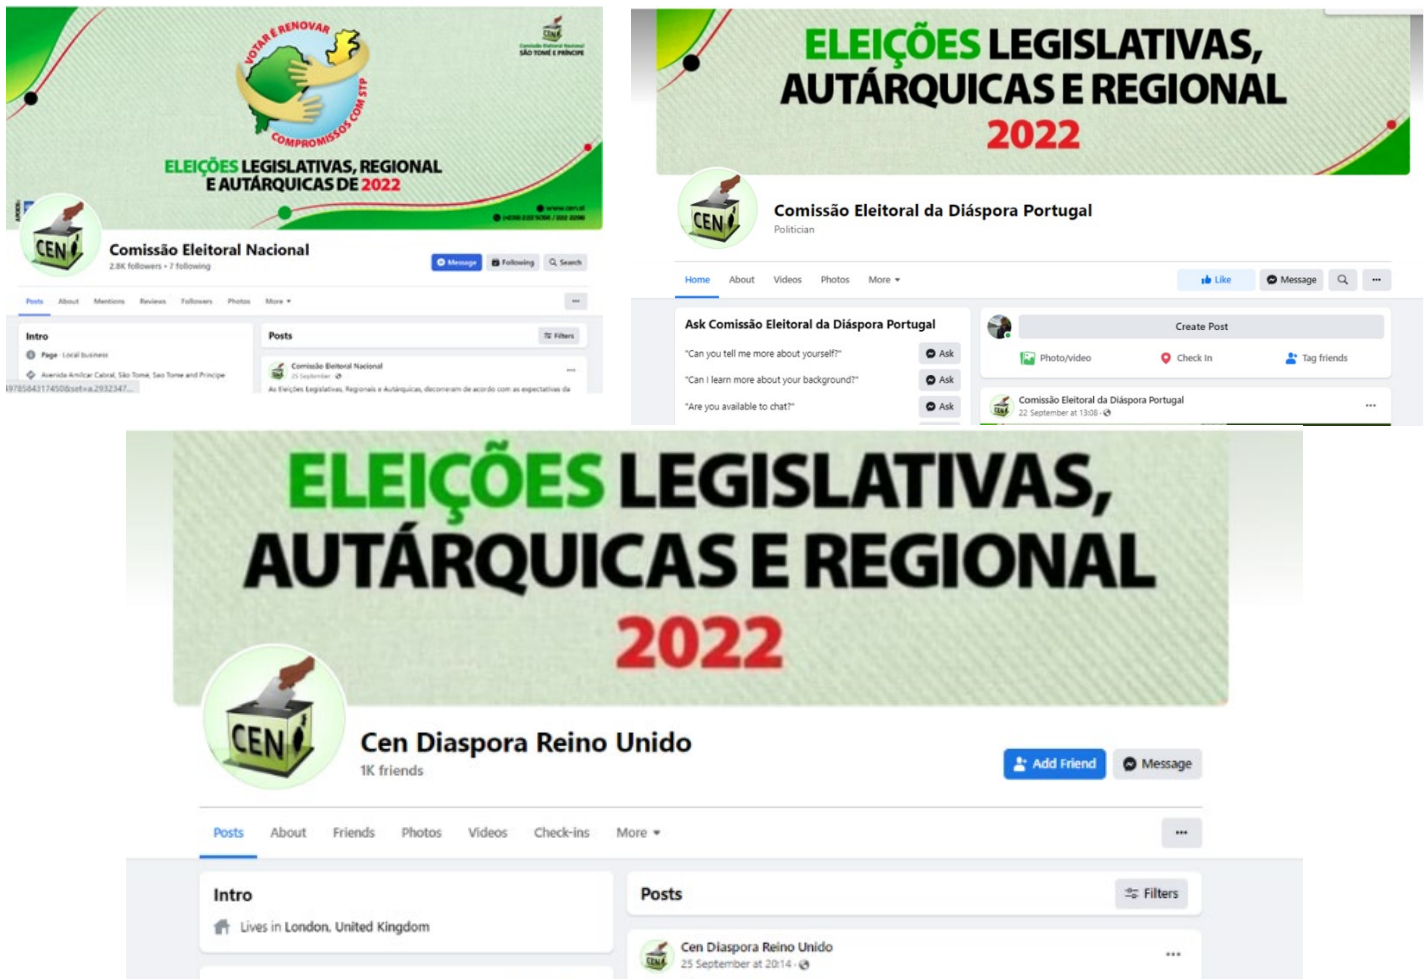 VOTAR É RENOVAR
COMPROMISSOS COM STP
CEN
Comissão Eleitoral Nacional
SÃO TOMÉ E PRÍNCIPE
ELEIÇÕES LEGISLATIVAS, REGIONAL
E AUTÁRQUICAS DE 2022
www.cen.st
CEN
Comissão Eleitoral Nacional
2.8K followers • 7 following
Message
Following
Search
Posts About Mentions Reviews Followers Photos More
Intro
Page · Local business
Avenida Amílcar Cabral, São Tomé, Sao Tome and Principe
Posts
Filters
Comissão Eleitoral Nacional
25 September
As Eleições Legislativas, Regionais e Autárquicas, decorreram de acordo com as expectativas da
ELEIÇÕES LEGISLATIVAS,
AUTÁRQUICAS E REGIONAL
2022
CEN
Comissão Eleitoral da Diáspora Portugal
Politician
Home About Videos Photos More
Like
Message
Ask Comissão Eleitoral da Diáspora Portugal
"Can you tell me more about yourself?" Ask
"Can I learn more about your background?" Ask
"Are you available to chat?" Ask
Create Post
Photo/video Check In Tag friends
Comissão Eleitoral da Diáspora Portugal
22 September at 13:08
ELEIÇÕES LEGISLATIVAS,
AUTÁRQUICAS E REGIONAL
2022
CEN
Cen Diaspora Reino Unido
1K friends
Add Friend
Message
Posts About Friends Photos Videos Check-ins More
Intro
Lives in London, United Kingdom
Posts
Filters
Cen Diaspora Reino Unido
25 September at 20:14